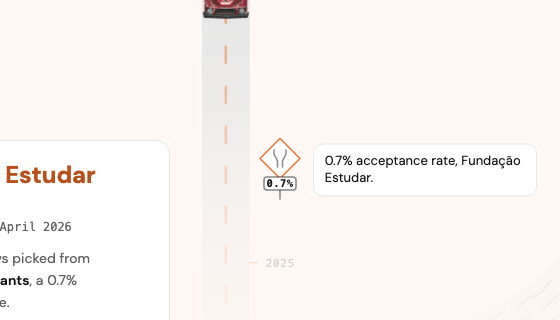 Estudar
April 2026
picked from
ants, a 0.7%
0.7% acceptance rate, Fundação
Estudar.
0.7%
2025